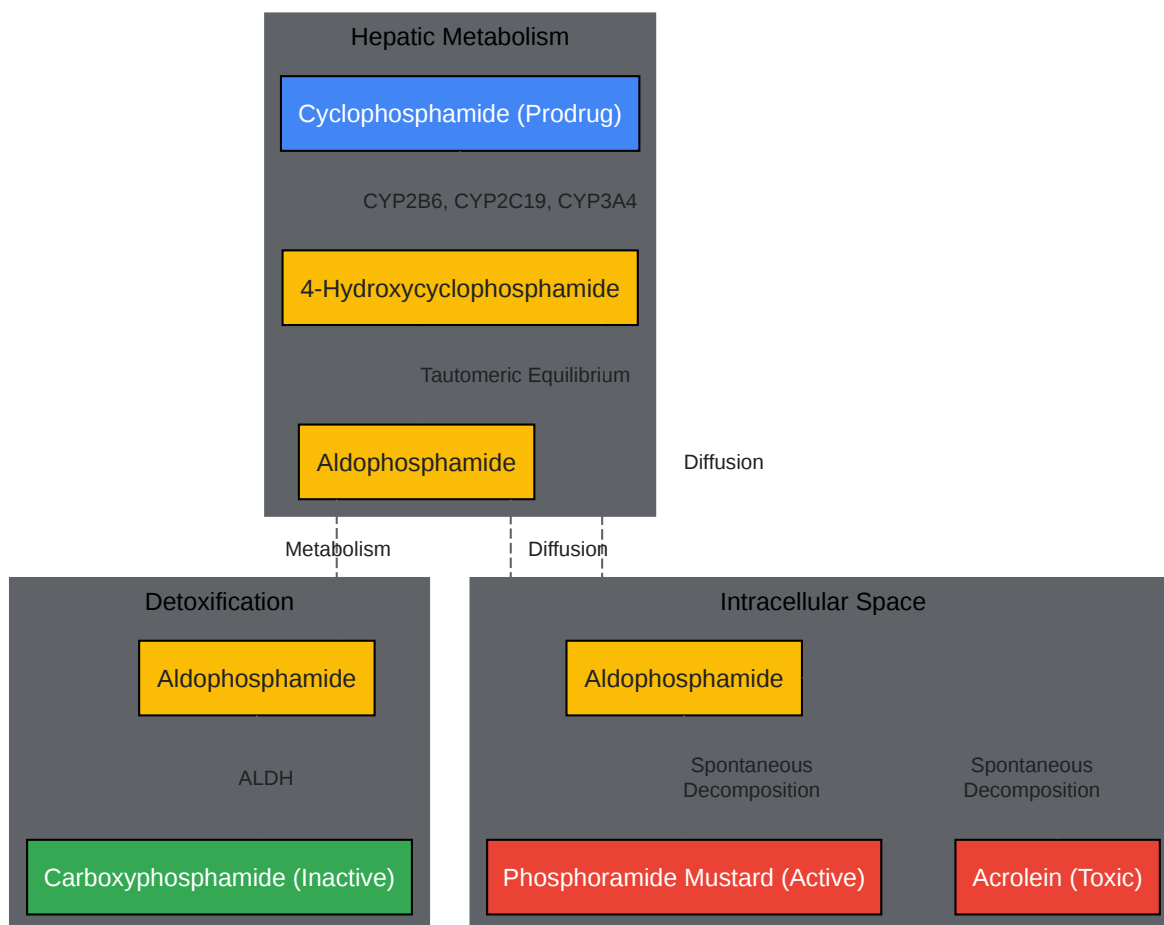 Hepatic Metabolism
Cyclophosphamide (Prodrug)
CYP2B6, CYP2C19, CYP3A4
4-Hydroxycyclophosphamide
Tautomeric Equilibrium
Aldophosphamide
Diffusion
Metabolism
Diffusion
Detoxification
Aldophosphamide
ALDH
Carboxyphosphamide (Inactive)
Intracellular Space
Aldophosphamide
Spontaneous
Decomposition
Spontaneous
Decomposition
Phosphoramide Mustard (Active)
Acrolein (Toxic)